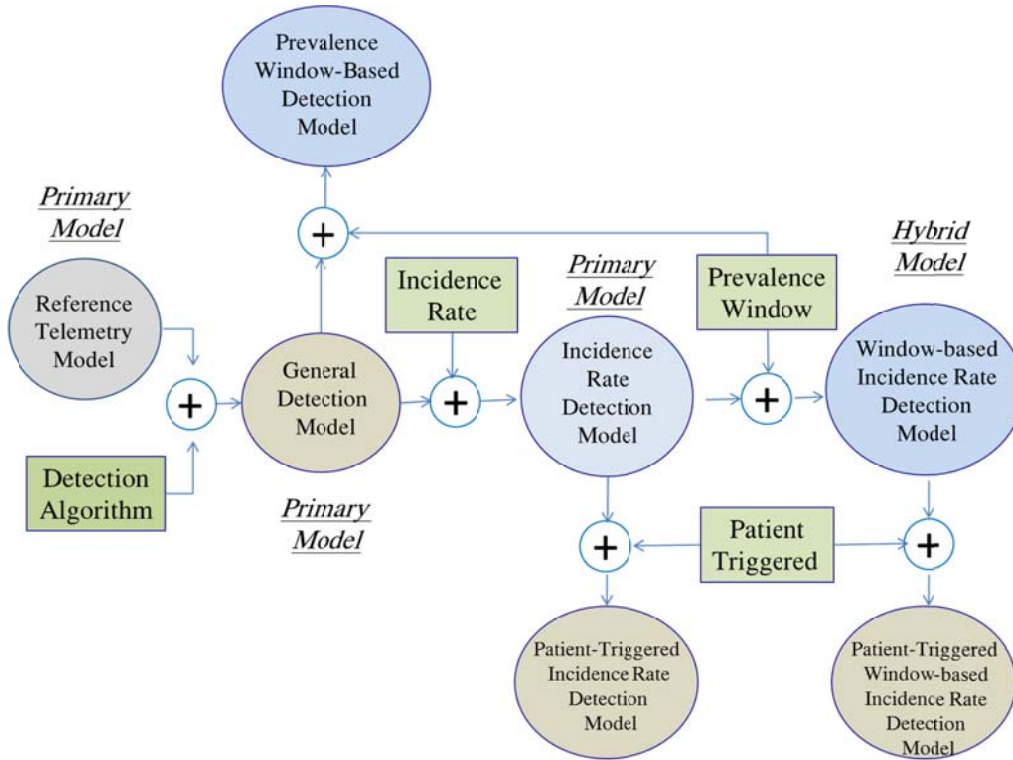 Prevalence
Window-Based
Detection
Model
Primary
Model
Reference
Telemetry
Model
+
Incidence
Rate
Primary
Model
Prevalence
Window
Hybrid
Model
+
Detection
Algorithm
General
Detection
Model
Primary
Model
+
Incidence
Rate
Detection
Model
+
Window-based
Incidence Rate
Detection
Model
+
Patient
Triggered
+
Patient-Triggered
Incidence Rate
Detection
Model
Patient-Triggered
Window-based
Incidence Rate
Detection
Model